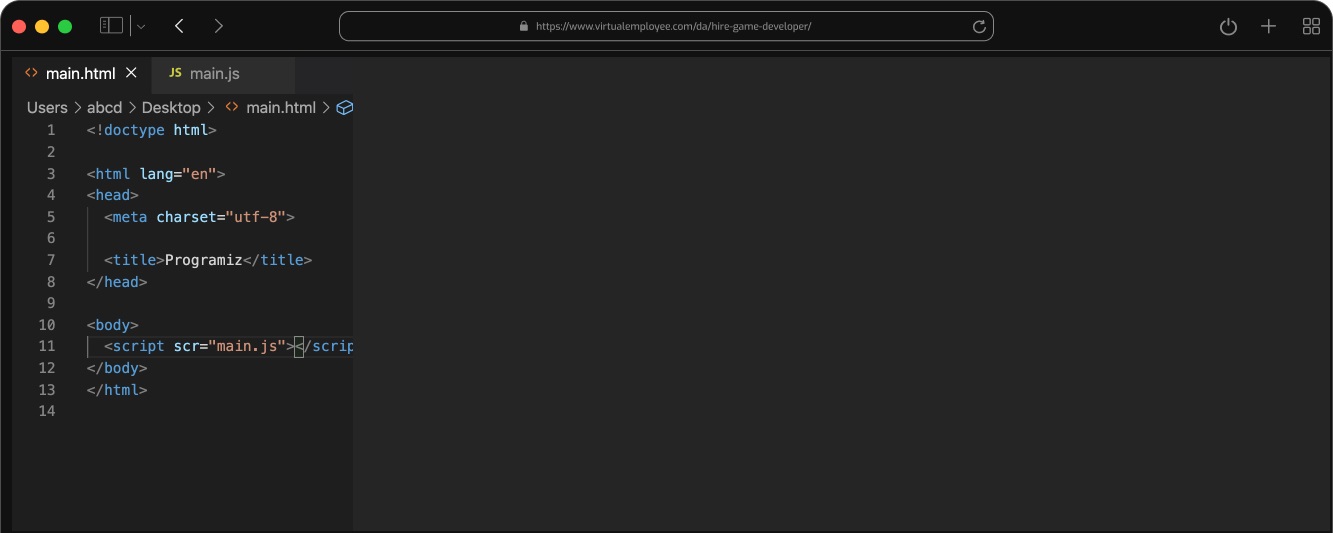 https://www.virtualemployee.com/da/hire-game-developer/
main.html JS main.js
Users > abcd > Desktop > <> main.html >
1 <!doctype html>
2
3 <html lang="en">
4 <head>
5 <meta charset="utf-8">
6
7 <title>Programiz</title>
8 </head>
9
10 <body>
11 <script scr="main.js"></scrip
12 </body>
13 </html>
14